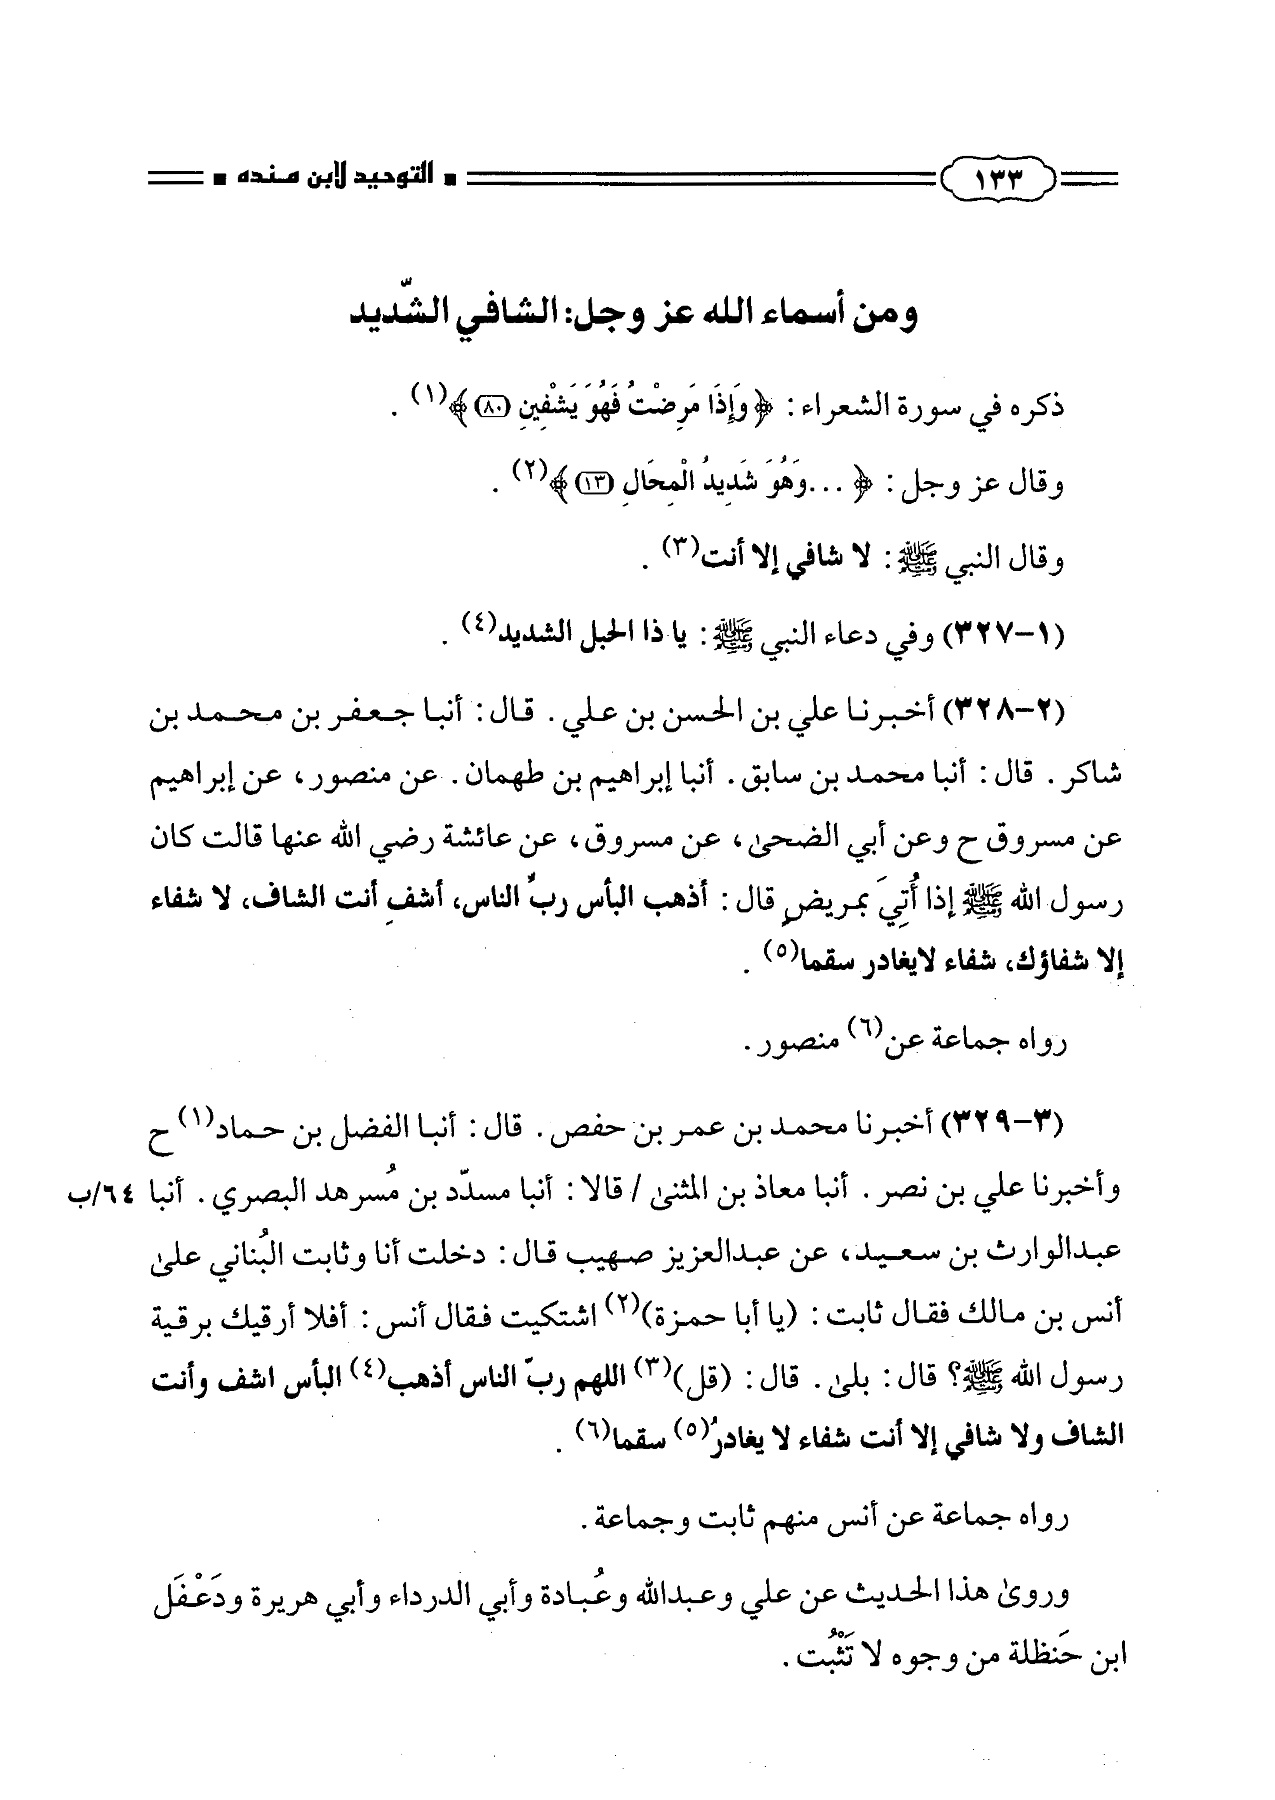 ١٣٣ ■ التوحيد لابن منده ■
ومن أسماء الله عز وجل: الشافي الشّديد
ذكره في سورة الشعراء: ﴿وَإِذَا مَرِضْتُ فَهُوَ يَشْفِينِ ٨٠﴾(١) .
وقال عز وجل: ﴿ ...وَهُوَ شَدِيدُ الْمِحَالِ ١٣﴾(٢) .
وقال النبي ﷺ: لا شافي إلا أنت(٣) .
(١-٣٢٧) وفي دعاء النبي ﷺ: يا ذا الحبل الشديد(٤) .
(٢-٣٢٨) أخبرنا علي بن الحسن بن علي. قال: أنبا جعفر بن محمد بن
شاكر. قال: أنبا محمد بن سابق. أنبا إبراهيم بن طهمان. عن منصور، عن إبراهيم
عن مسروق ح وعن أبي الضحىٰ، عن مسروق، عن عائشة رضي الله عنها قالت كان
رسول الله ﷺ إذا أُتِيَ بمريضٍ قال: أذهب البأس ربُّ الناس، أشفِ أنت الشاف، لا شفاء
إلا شفاؤك، شفاء لايغادر سقما(٥) .
رواه جماعة عن(٦) منصور.
(٣-٣٢٩) أخبرنا محمد بن عمر بن حفص. قال: أنبا الفضل بن حماد(١) ح
وأخبرنا علي بن نصر. أنبا معاذ بن المثنىٰ / قالا: أنبا مسدّد بن مُسرهد البصري. أنبا ٦٤/ب
عبدالوارث بن سعيد، عن عبدالعزيز صهيب قال: دخلت أنا وثابت البُناني علىٰ
أنس بن مالك فقال ثابت: (يا أبا حمزة)(٢) اشتكيت فقال أنس: أفلا أرقيك برقية
رسول الله ﷺ؟ قال: بلىٰ. قال: (قل)(٣) اللهم ربّ الناس أذهب(٤) البأس اشف وأنت
الشاف ولا شافي إلا أنت شفاء لا يغادرُ(٥) سقما(٦) .
رواه جماعة عن أنس منهم ثابت وجماعة.
وروىٰ هذا الحديث عن علي وعبدالله وعُبادة وأبي الدرداء وأبي هريرة ودَعْفَل
ابن حَنظلة من وجوه لا تَثْبُت.